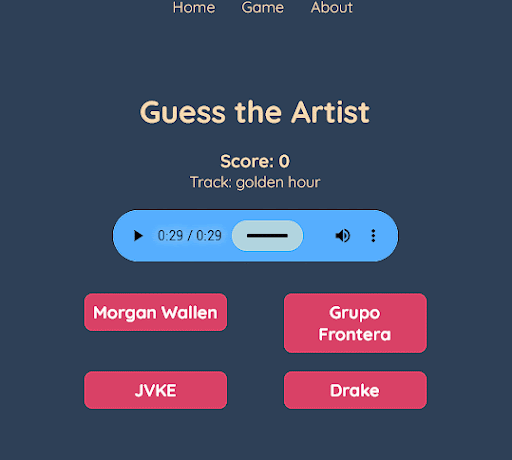 Home Game About
Guess the Artist
Score: 0
Track: golden hour
0:29 / 0:29
Morgan Wallen
Grupo
Frontera
JVKE
Drake